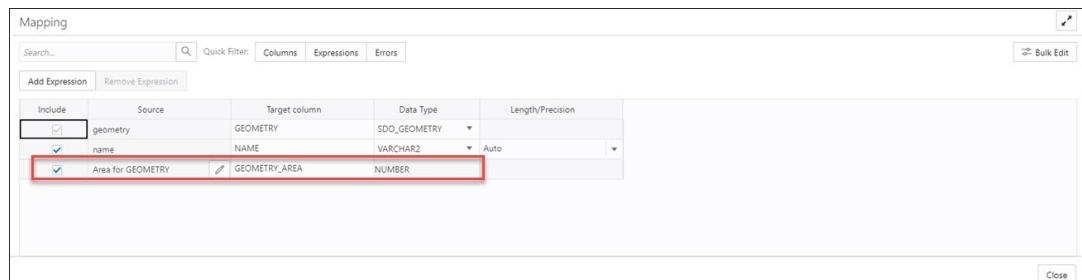 Mapping
Search... Quick Filter: Columns Expressions Errors Bulk Edit
Add Expression Remove Expression
Include Source Target column Data Type Length/Precision
geometry GEOMETRY SDO_GEOMETRY
name NAME VARCHAR2 Auto
Area for GEOMETRY GEOMETRY_AREA NUMBER
Close